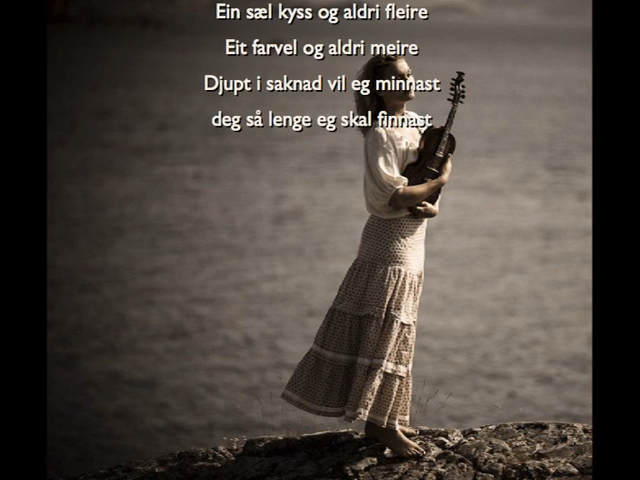 Ein sæl kyss og aldri fleire
Eit farvel og aldri meire
Djupt i saknad vil eg minnast
deg så lenge eg skal finnast